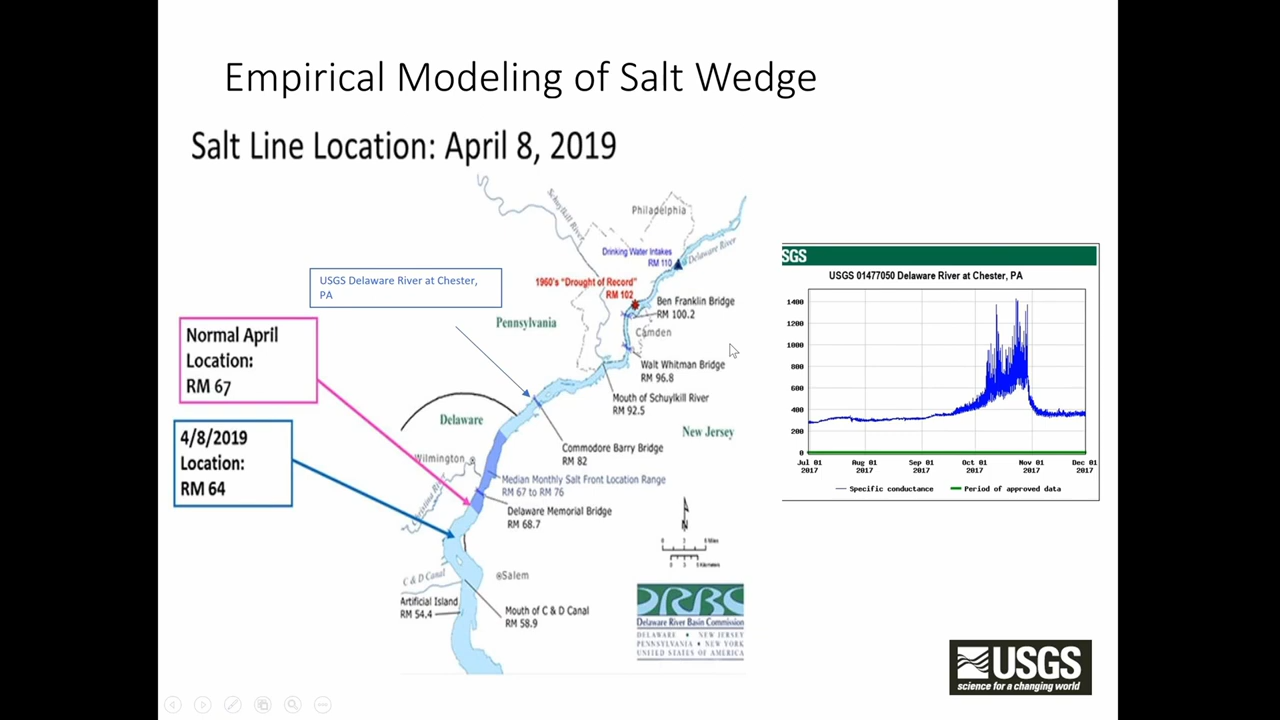 Empirical Modeling of Salt Wedge
Salt Line Location: April 8, 2019
Schuylkill River
Philadelphia
Drinking Water Intakes
RM 110
Delaware River
1960's "Drought of Record"
RM 102
USGS Delaware River at Chester,
PA
Ben Franklin Bridge
RM 100.2
Pennsylvania
Camden
Normal April
Location:
RM 67
Walt Whitman Bridge
RM 96.8
Mouth of Schuylkill River
RM 92.5
Delaware
New Jersey
4/8/2019
Location:
RM 64
Commodore Barry Bridge
RM 82
Wilmington
Median Monthly Salt Front Location Range
RM 67 to RM 76
Delaware Memorial Bridge
RM 68.7
Christina River
N
C & D Canal
Salem
Artificial Island
RM 54.4
Mouth of C & D Canal
RM 58.9
DRBC
Delaware River Basin Commission
DELAWARE • NEW JERSEY
PENNSYLVANIA • NEW YORK
UNITED STATES OF AMERICA
SGS
USGS 01477050 Delaware River at Chester, PA
1400
1200
1000
800
600
400
200
0
Jul 01 Aug 01 Sep 01 Oct 01 Nov 01 Dec 01
2017 2017 2017 2017 2017 2017
Specific conductance Period of approved data
USGS
science for a changing world